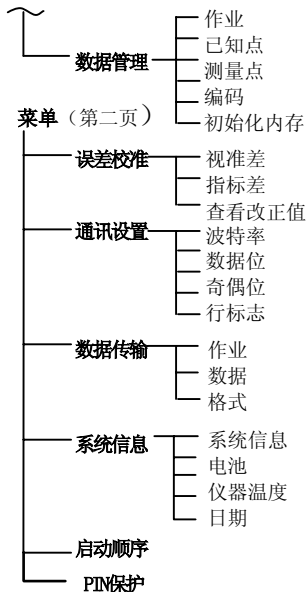 作业
已知点
数据管理
测量点
编码
初始化内存
菜单（第二页）
误差校准
视准差
指标差
查看改正值
通讯设置
波特率
数据位
奇偶位
行标志
数据传输
作业
数据
格式
系统信息
系统信息
电池
仪器温度
日期
启动顺序
PIN保护